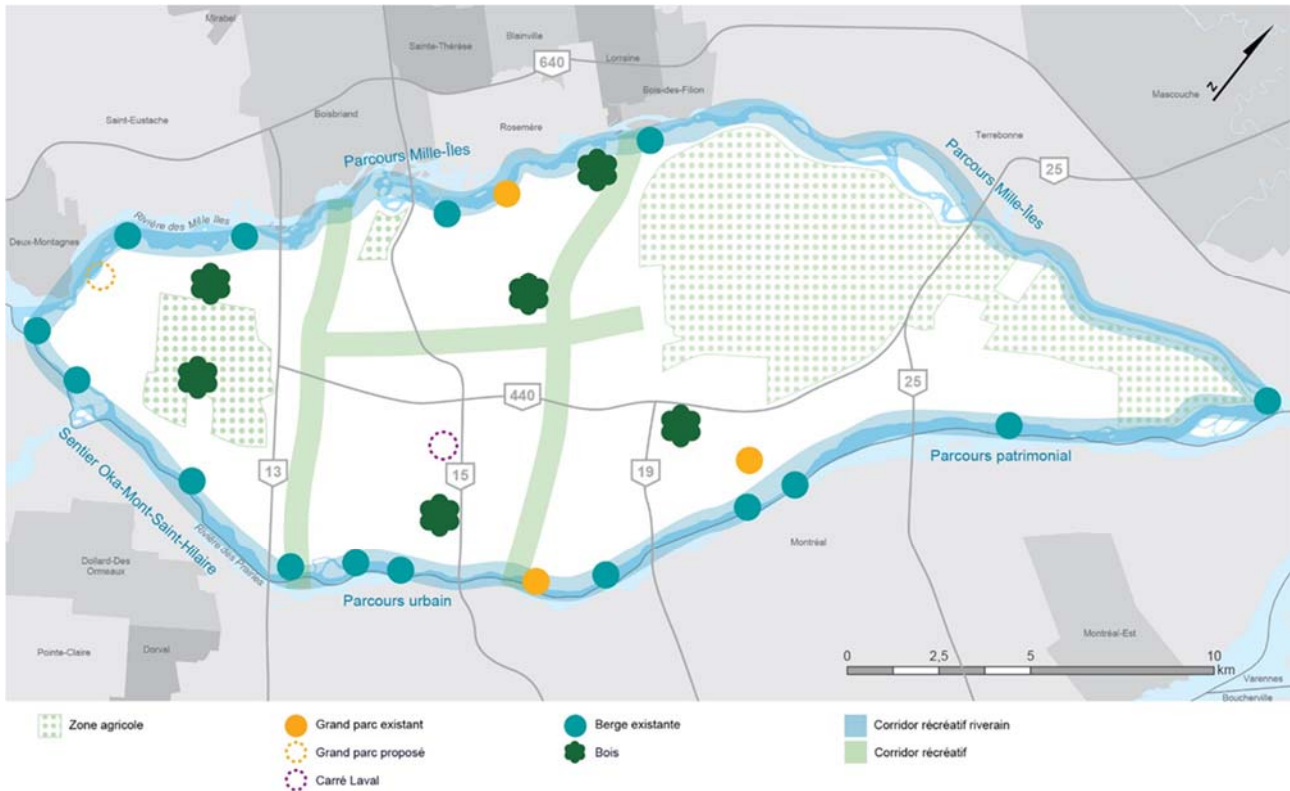 Mirabel
Sainte-Thérèse
Blainville
Lorraine
640
Bois-des-Filion
Mascouche
Z
Saint-Eustache
Boisbriand
Rosemère
Terrebonne
Parcours Mille-Îles
25
Parcours Mille-Îles
Rivière des Mille Iles
Deux-Montagnes
440
25
13
15
19
Parcours patrimonial
Sentier Oka-Mont-Saint-Hilaire
Rivière des Prairies
Montréal
Dollard-Des
Ormeaux
Parcours urbain
Pointe-Claire
Dorval
Montréal-Est
0 2,5 5 10
km
Varennes
Boucherville
Zone agricole
Grand parc existant
Grand parc proposé
Carré Laval
Berge existante
Bois
Corridor récréatif riverain
Corridor récréatif